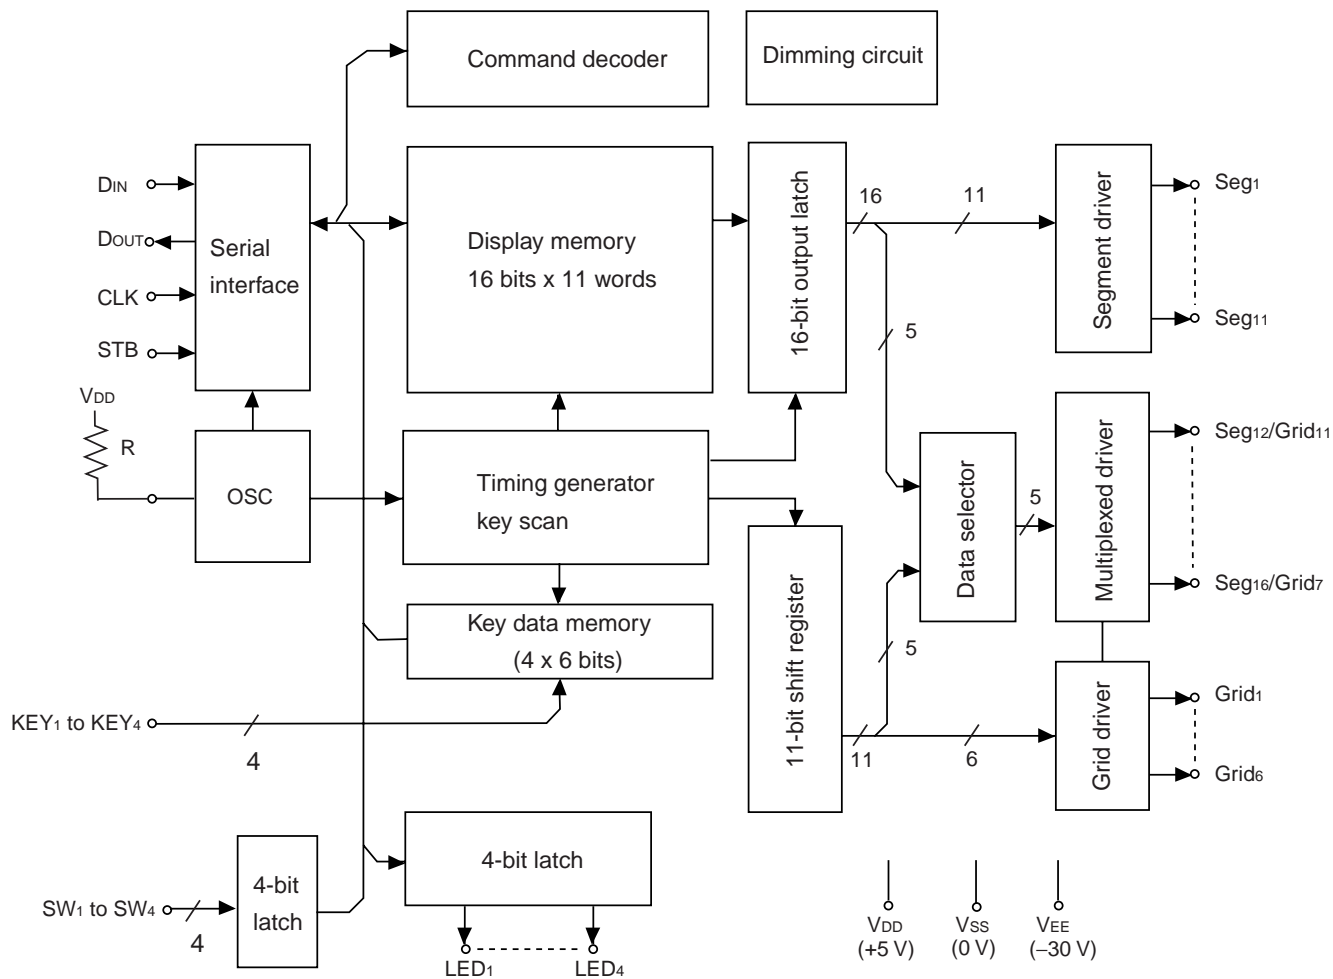 Command decoder
Dimming circuit
DIN
DOUT
CLK
STB
Serial
interface
Display memory
16 bits x 11 words
16-bit output latch
16
11
5
Segment driver
Seg1
Seg11
VDD
R
OSC
Timing generator
key scan
Data selector
5
Multiplexed driver
Seg12/Grid11
Seg16/Grid7
Key data memory
(4 x 6 bits)
KEY1 to KEY4
4
11-bit shift register
5
11
6
Grid driver
Grid1
Grid6
SW1 to SW4
4
4-bit
latch
4-bit latch
LED1
LED4
VDD
(+5 V)
VSS
(0 V)
VEE
(–30 V)